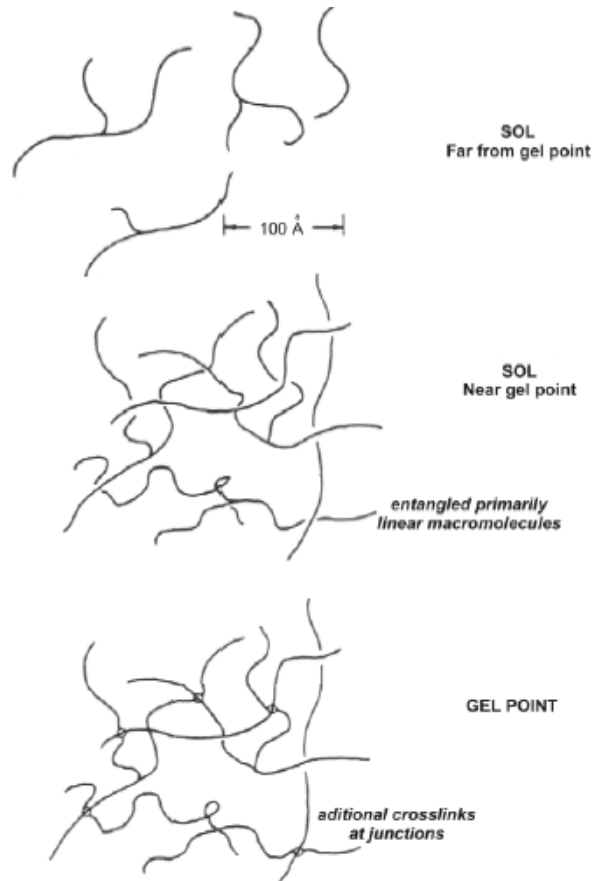 SOL
Far from gel point
100 Å
SOL
Near gel point
entangled primarily
linear macromolecules
GEL POINT
aditional crosslinks
at junctions